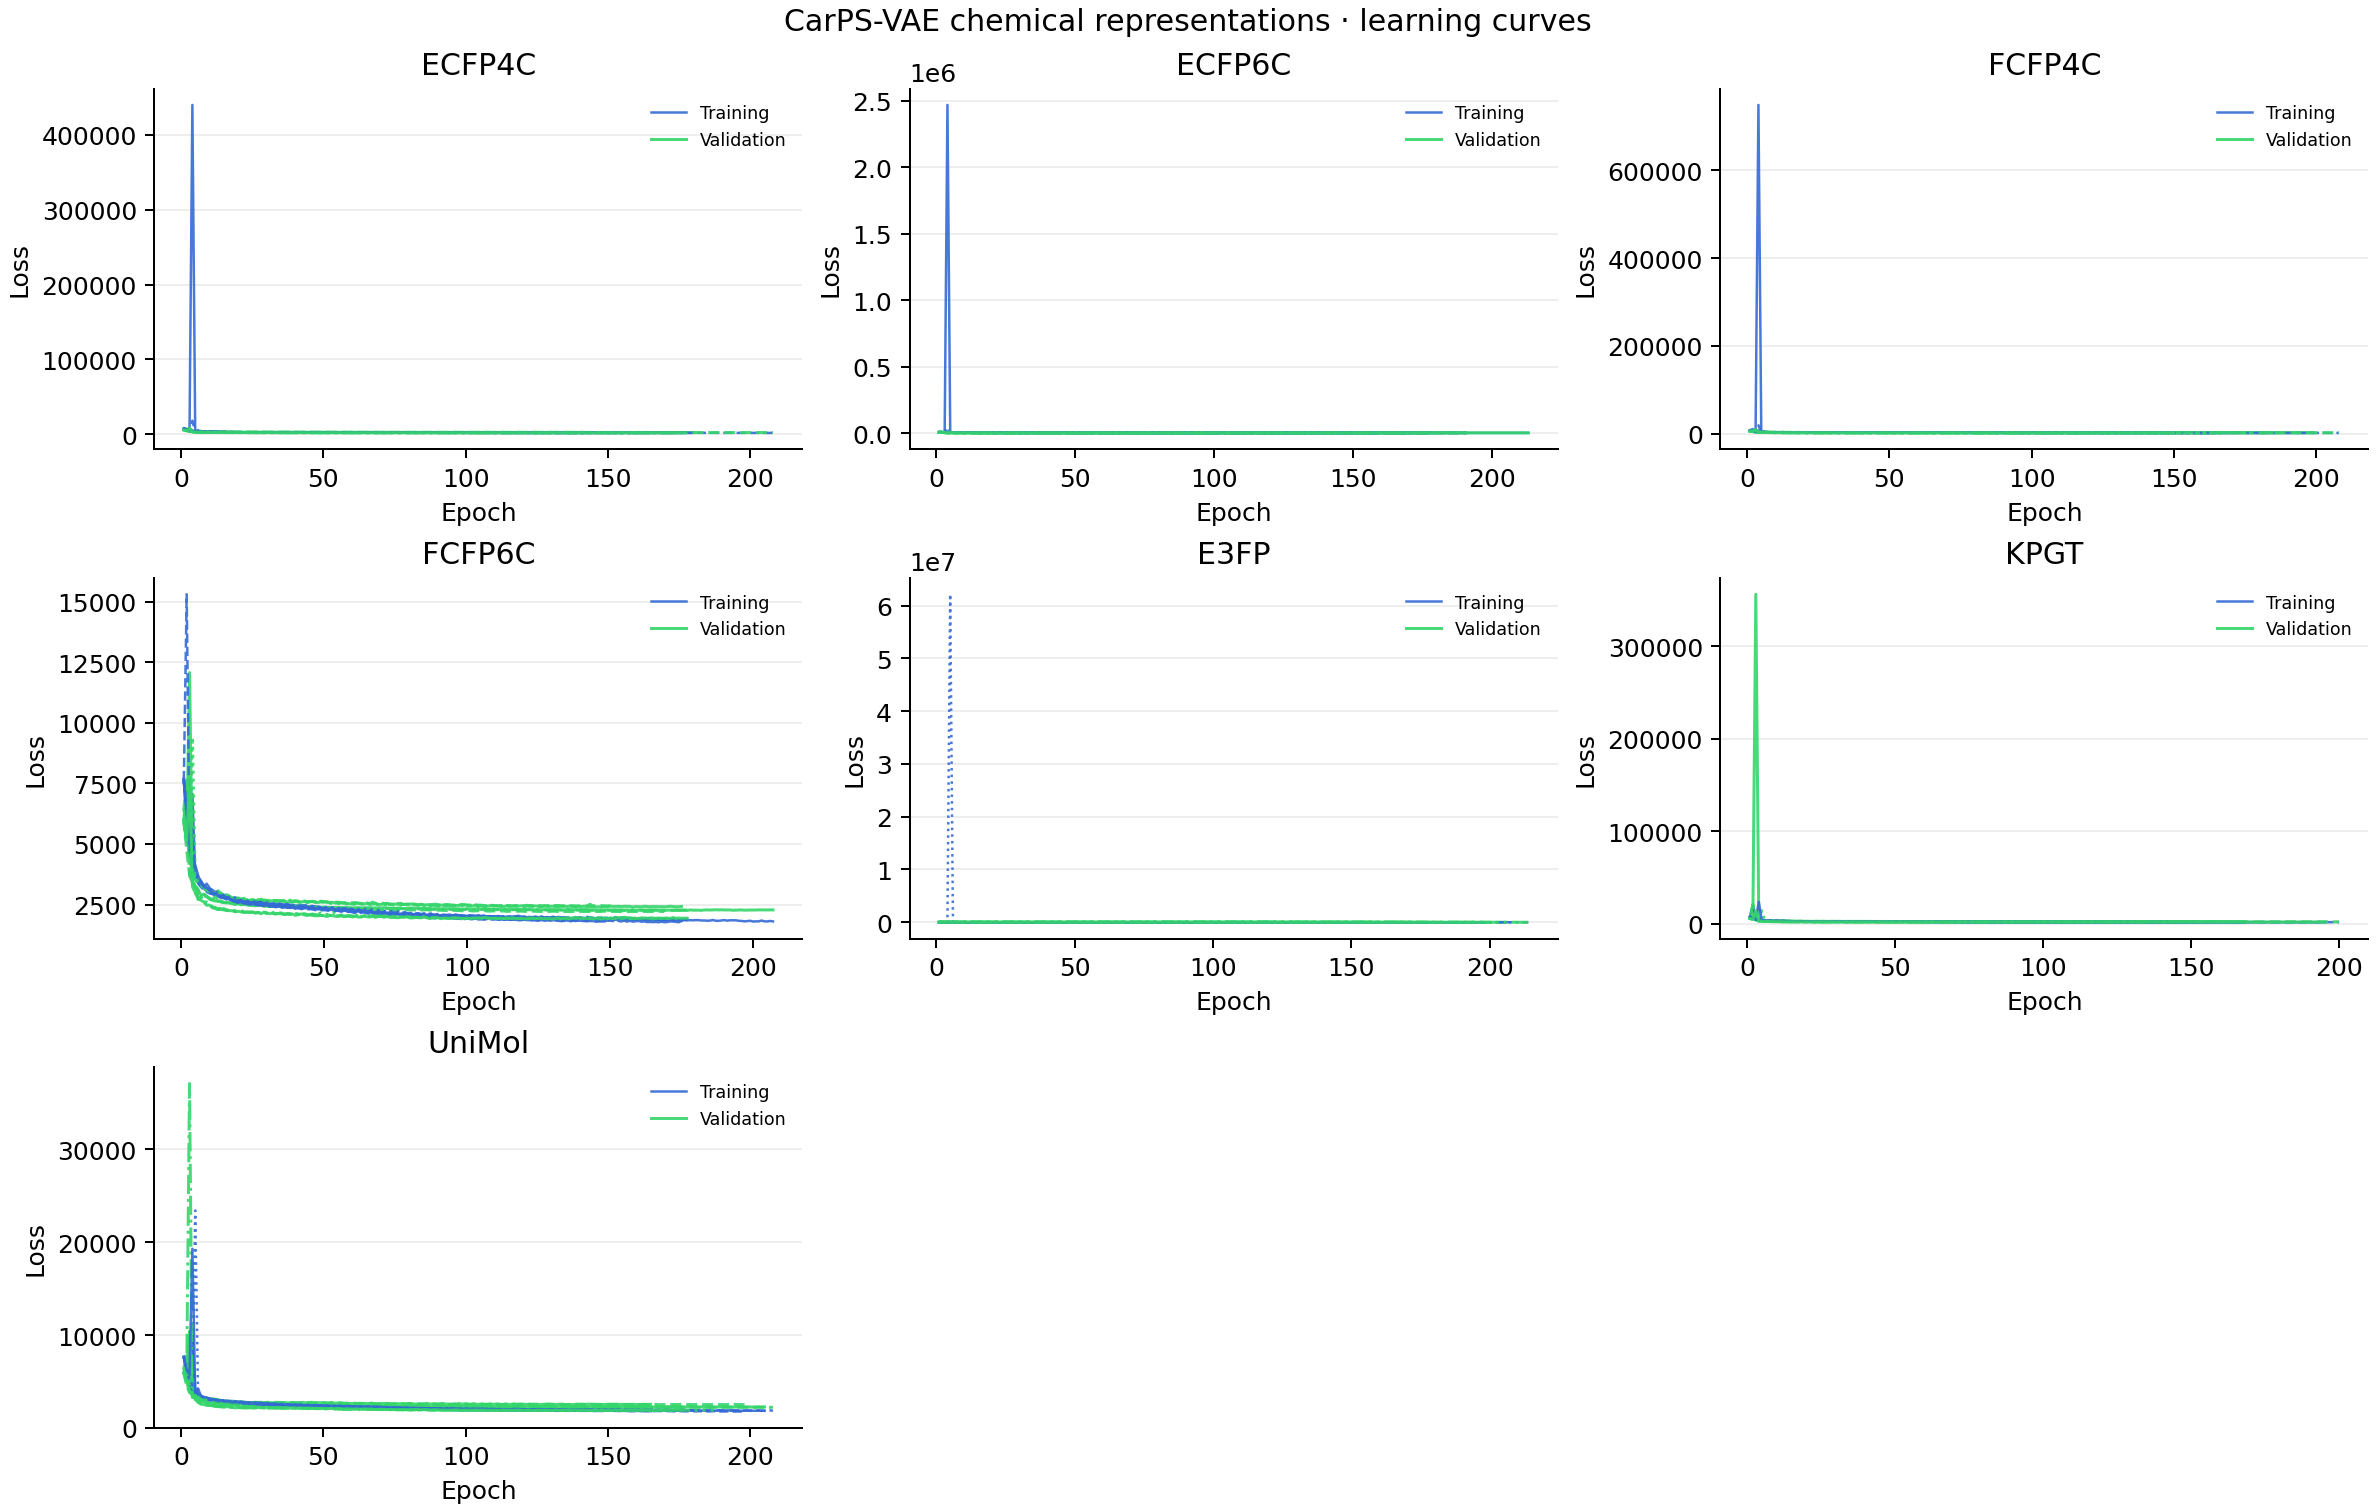 CarPS-VAE chemical representations · learning curves
ECFP4C
Training
Validation
Loss
400000
300000
200000
100000
0
0 50 100 150 200
Epoch
ECFP6C
1e6
Training
Validation
Loss
2.5
2.0
1.5
1.0
0.5
0.0
0 50 100 150 200
Epoch
FCFP4C
Training
Validation
Loss
600000
400000
200000
0
0 50 100 150 200
Epoch
FCFP6C
Training
Validation
Loss
15000
12500
10000
7500
5000
2500
0 50 100 150 200
Epoch
E3FP
1e7
Training
Validation
Loss
6
5
4
3
2
1
0
0 50 100 150 200
Epoch
KPGT
Training
Validation
Loss
300000
200000
100000
0
0 50 100 150 200
Epoch
UniMol
Training
Validation
Loss
30000
20000
10000
0
0 50 100 150 200
Epoch